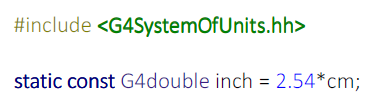 #include <G4SystemOfUnits.hh>
static const G4double inch = 2.54*cm;